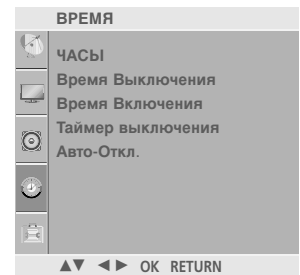 ВРЕМЯ
ЧАСЫ
Время Выключения
Время Включения
Таймер выключения
Авто-Откл.
▲▼ ◄ ► OK RETURN